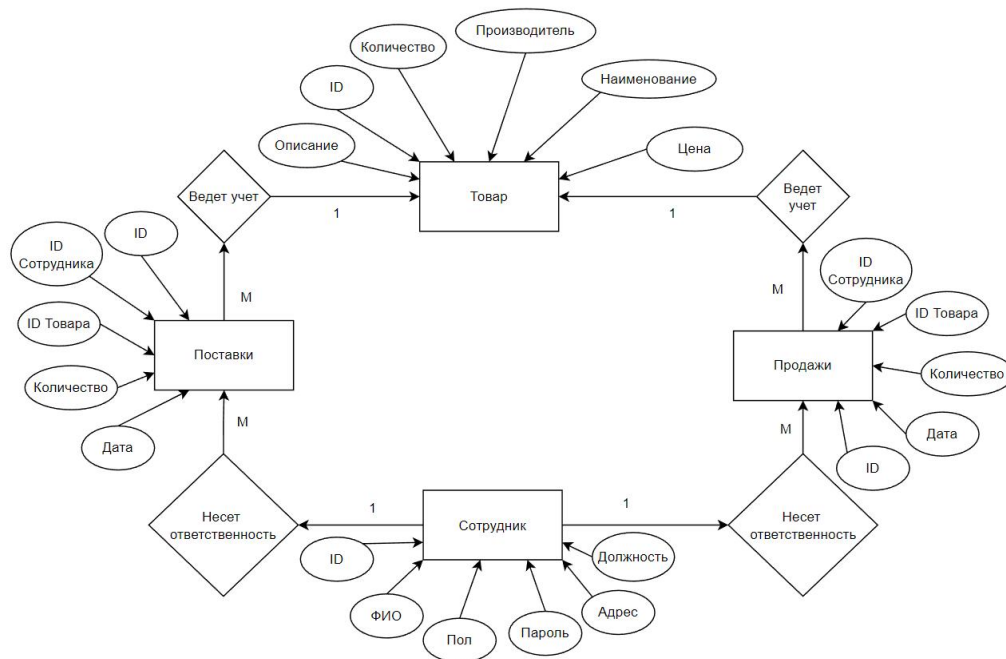 Производитель
Количество
Наименование
ID
Описание
Цена
Ведет учет
Товар
Ведет
учет
1
1
ID
Сотрудника
ID
ID
Сотрудника
M
M
ID Товара
ID Товара
Поставки
Продажи
Количество
Количество
M
M
Дата
Дата
ID
1
1
Несет
ответственность
Сотрудник
Несет
ответственность
ID
Должность
ФИО
Адрес
Пол
Пароль